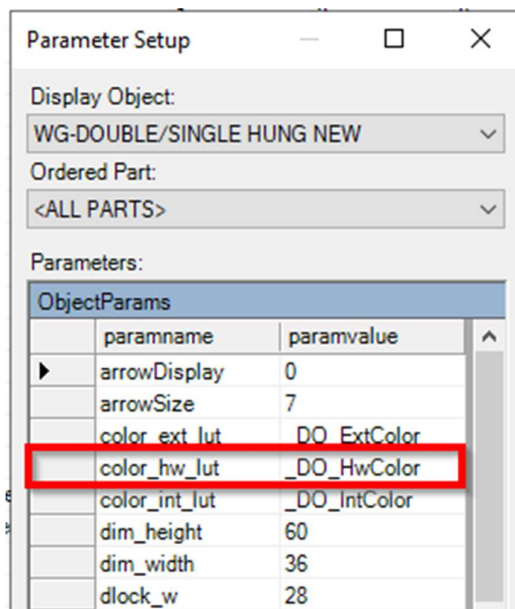 Parameter Setup
Display Object:
WG-DOUBLE/SINGLE HUNG NEW
Ordered Part:
<ALL PARTS>
Parameters:
ObjectParams
paramname paramvalue
arrowDisplay 0
arrowSize 7
color_ext_lut _DO_ExtColor
color_hw_lut _DO_HwColor
color_int_lut _DO_IntColor
dim_height 60
dim_width 36
dlock_w 28